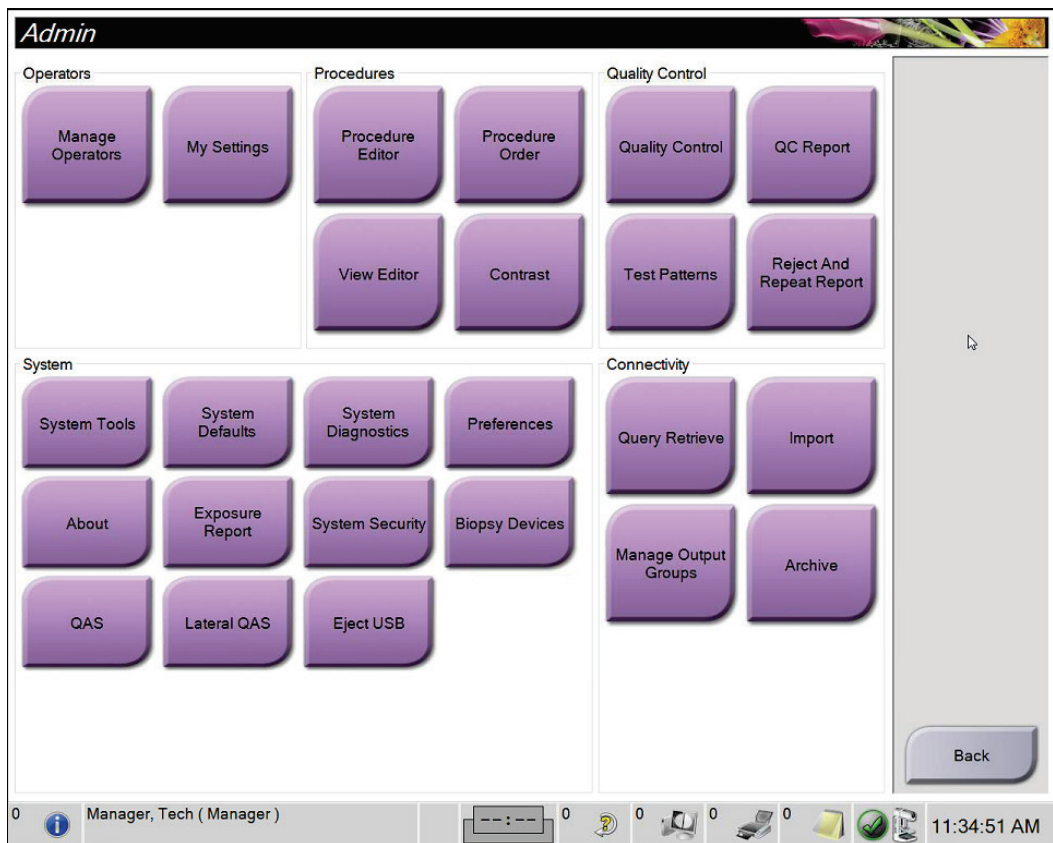 Admin
Operators
Manage
Operators
My Settings
Procedures
Procedure
Editor
Procedure
Order
View Editor
Contrast
Quality Control
Quality Control
QC Report
Test Patterns
Reject And
Repeat Report
System
System Tools
System
Defaults
System
Diagnostics
Preferences
About
Exposure
Report
System Security
Biopsy Devices
QAS
Lateral QAS
Eject USB
Connectivity
Query Retrieve
Import
Manage Output
Groups
Archive
Back
0
Manager, Tech ( Manager )
--:--
0
0
0
0
11:34:51 AM